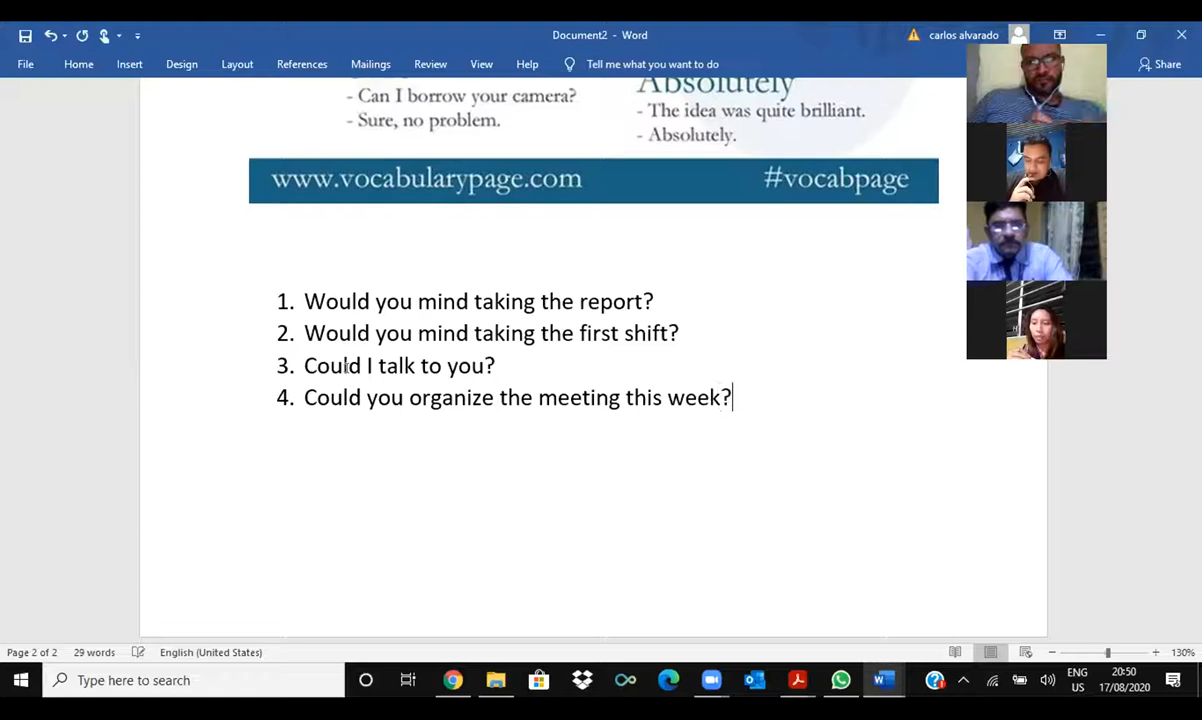 Document2 - Word
carlos alvarado
File Home Insert Design Layout References Mailings Review View Help Tell me what you want to do Share
Absolutely
- Can I borrow your camera?
- Sure, no problem.
- The idea was quite brilliant.
- Absolutely.
www.vocabularypage.com #vocabpage
1. Would you mind taking the report?
2. Would you mind taking the first shift?
3. Could I talk to you?
4. Could you organize the meeting this week?
Page 2 of 2 29 words English (United States) 130%
Type here to search
ENG
US
20:50
17/08/2020